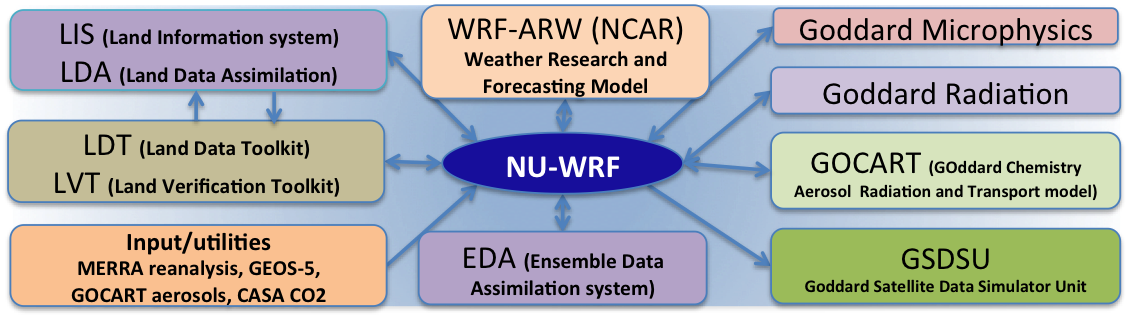 LIS (Land Information system)
LDA (Land Data Assimilation)
LDT (Land Data Toolkit)
LVT (Land Verification Toolkit)
Input/utilities
MERRA reanalysis, GEOS-5,
GOCART aerosols, CASA CO2
WRF-ARW (NCAR)
Weather Research and
Forecasting Model
NU-WRF
EDA (Ensemble Data
Assimilation system)
Goddard Microphysics
Goddard Radiation
GOCART (GOddard Chemistry
Aerosol Radiation and Transport model)
GSDSU
Goddard Satellite Data Simulator Unit